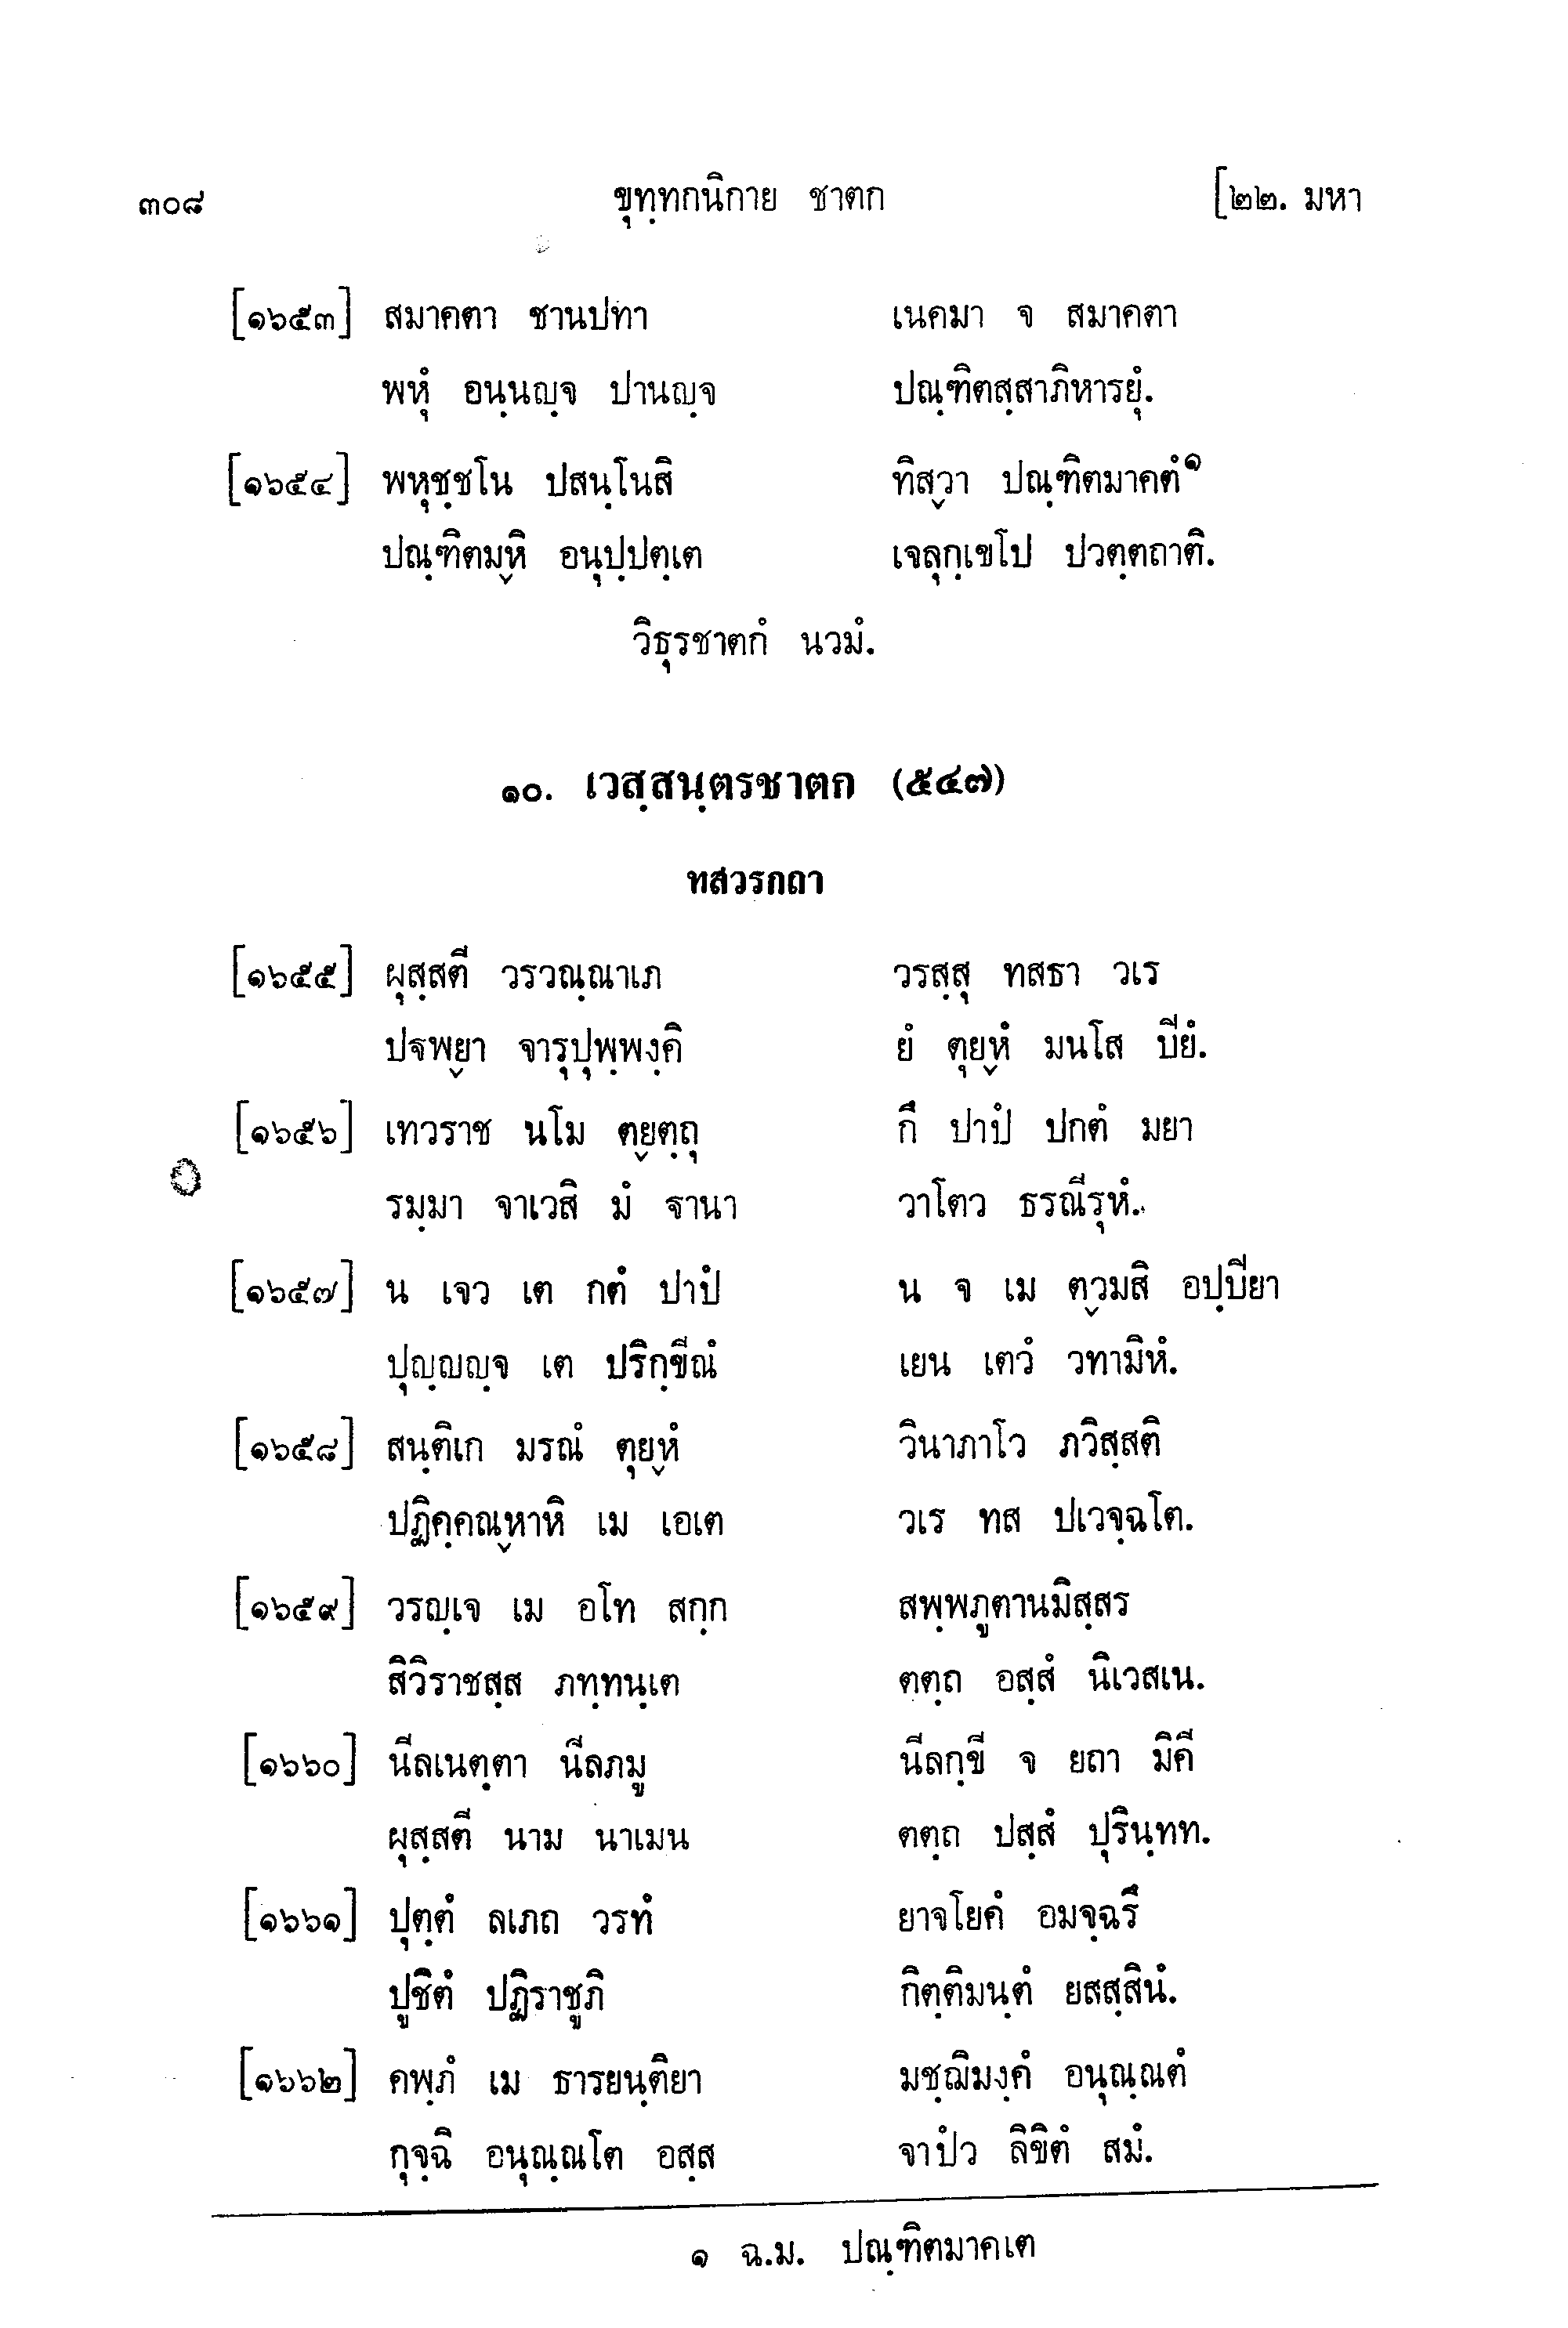 ๓๐๘ ขุทฺทกนิกาย ชาตก [๒๒. มหา
[๑๖๕๓] สมาคตา ชานปทา เนคมา จ สมาคตา
พหุํ อนฺนญฺจ ปานญฺจ ปณฺฑิตสฺสาภิหารยุํ.
[๑๖๕๔] พหุชฺชโน ปสนฺโนสิ ทิสฺวา ปณฺฑิตมาคตํ๑
ปณฺฑิตมฺหิ อนุปฺปตฺเต เจลุกฺเขโป ปวตฺตถาติ.
วิธุรชาตกํ นวมํ.
๑๐. เวสฺสนฺตรชาตก (๕๔๗)
ทสวรกถา
[๑๖๕๕] ผุสฺสตี วรวณฺณาเภ วรสฺสุ ทสธา วเร
ปฐพฺยา จารุปุพฺพงฺคิ ยํ ตุยฺหํ มนโส ปียํ.
[๑๖๕๖] เทวราช นโม ตฺยตฺถุ กึ ปาปํ ปกตํ มยา
รมฺมา จาเวสิ มํ ฐานา วาโตว ธรณีรุหํ.
[๑๖๕๗] น เจว เต กตํ ปาปํ น จ เม ตฺวมสิ อปฺปียา
ปุญฺญญฺจ เต ปริกฺขีณํ เยน เตวํ วทามิหํ.
[๑๖๕๘] สนฺติเก มรณํ ตุยฺหํ วินาภาโว ภวิสฺสติ
ปฏิคฺคณฺหาหิ เม เอเต วเร ทส ปเวจฺฉโต.
[๑๖๕๙] วรญฺเจ เม อโท สกฺก สพฺพภูตานมิสฺสร
สิวิราชสฺส ภทฺทนฺเต ตตฺถ อสฺสํ นิเวสเน.
[๑๖๖๐] นีลเนตฺตา นีลภมู นีลกฺขี จ ยถา มิคี
ผุสฺสตี นาม นาเมน ตตฺถ ปสฺสํ ปุรินฺทท.
[๑๖๖๑] ปุตฺตํ ลเภถ วรทํ ยาจโยคํ อมจฺฉรึ
ปูชิตํ ปฏิราชูภิ กิตฺติมนฺตํ ยสสฺสินํ.
[๑๖๖๒] คพฺภํ เม ธารยนฺติยา มชฺฌิมงฺคํ อนุณฺณตํ
กุจฺฉิ อนุณฺณโต อสฺส จาปํว ลิขิตํ สมํ.
๑ ฉ.ม. ปณฺฑิตมาคเต